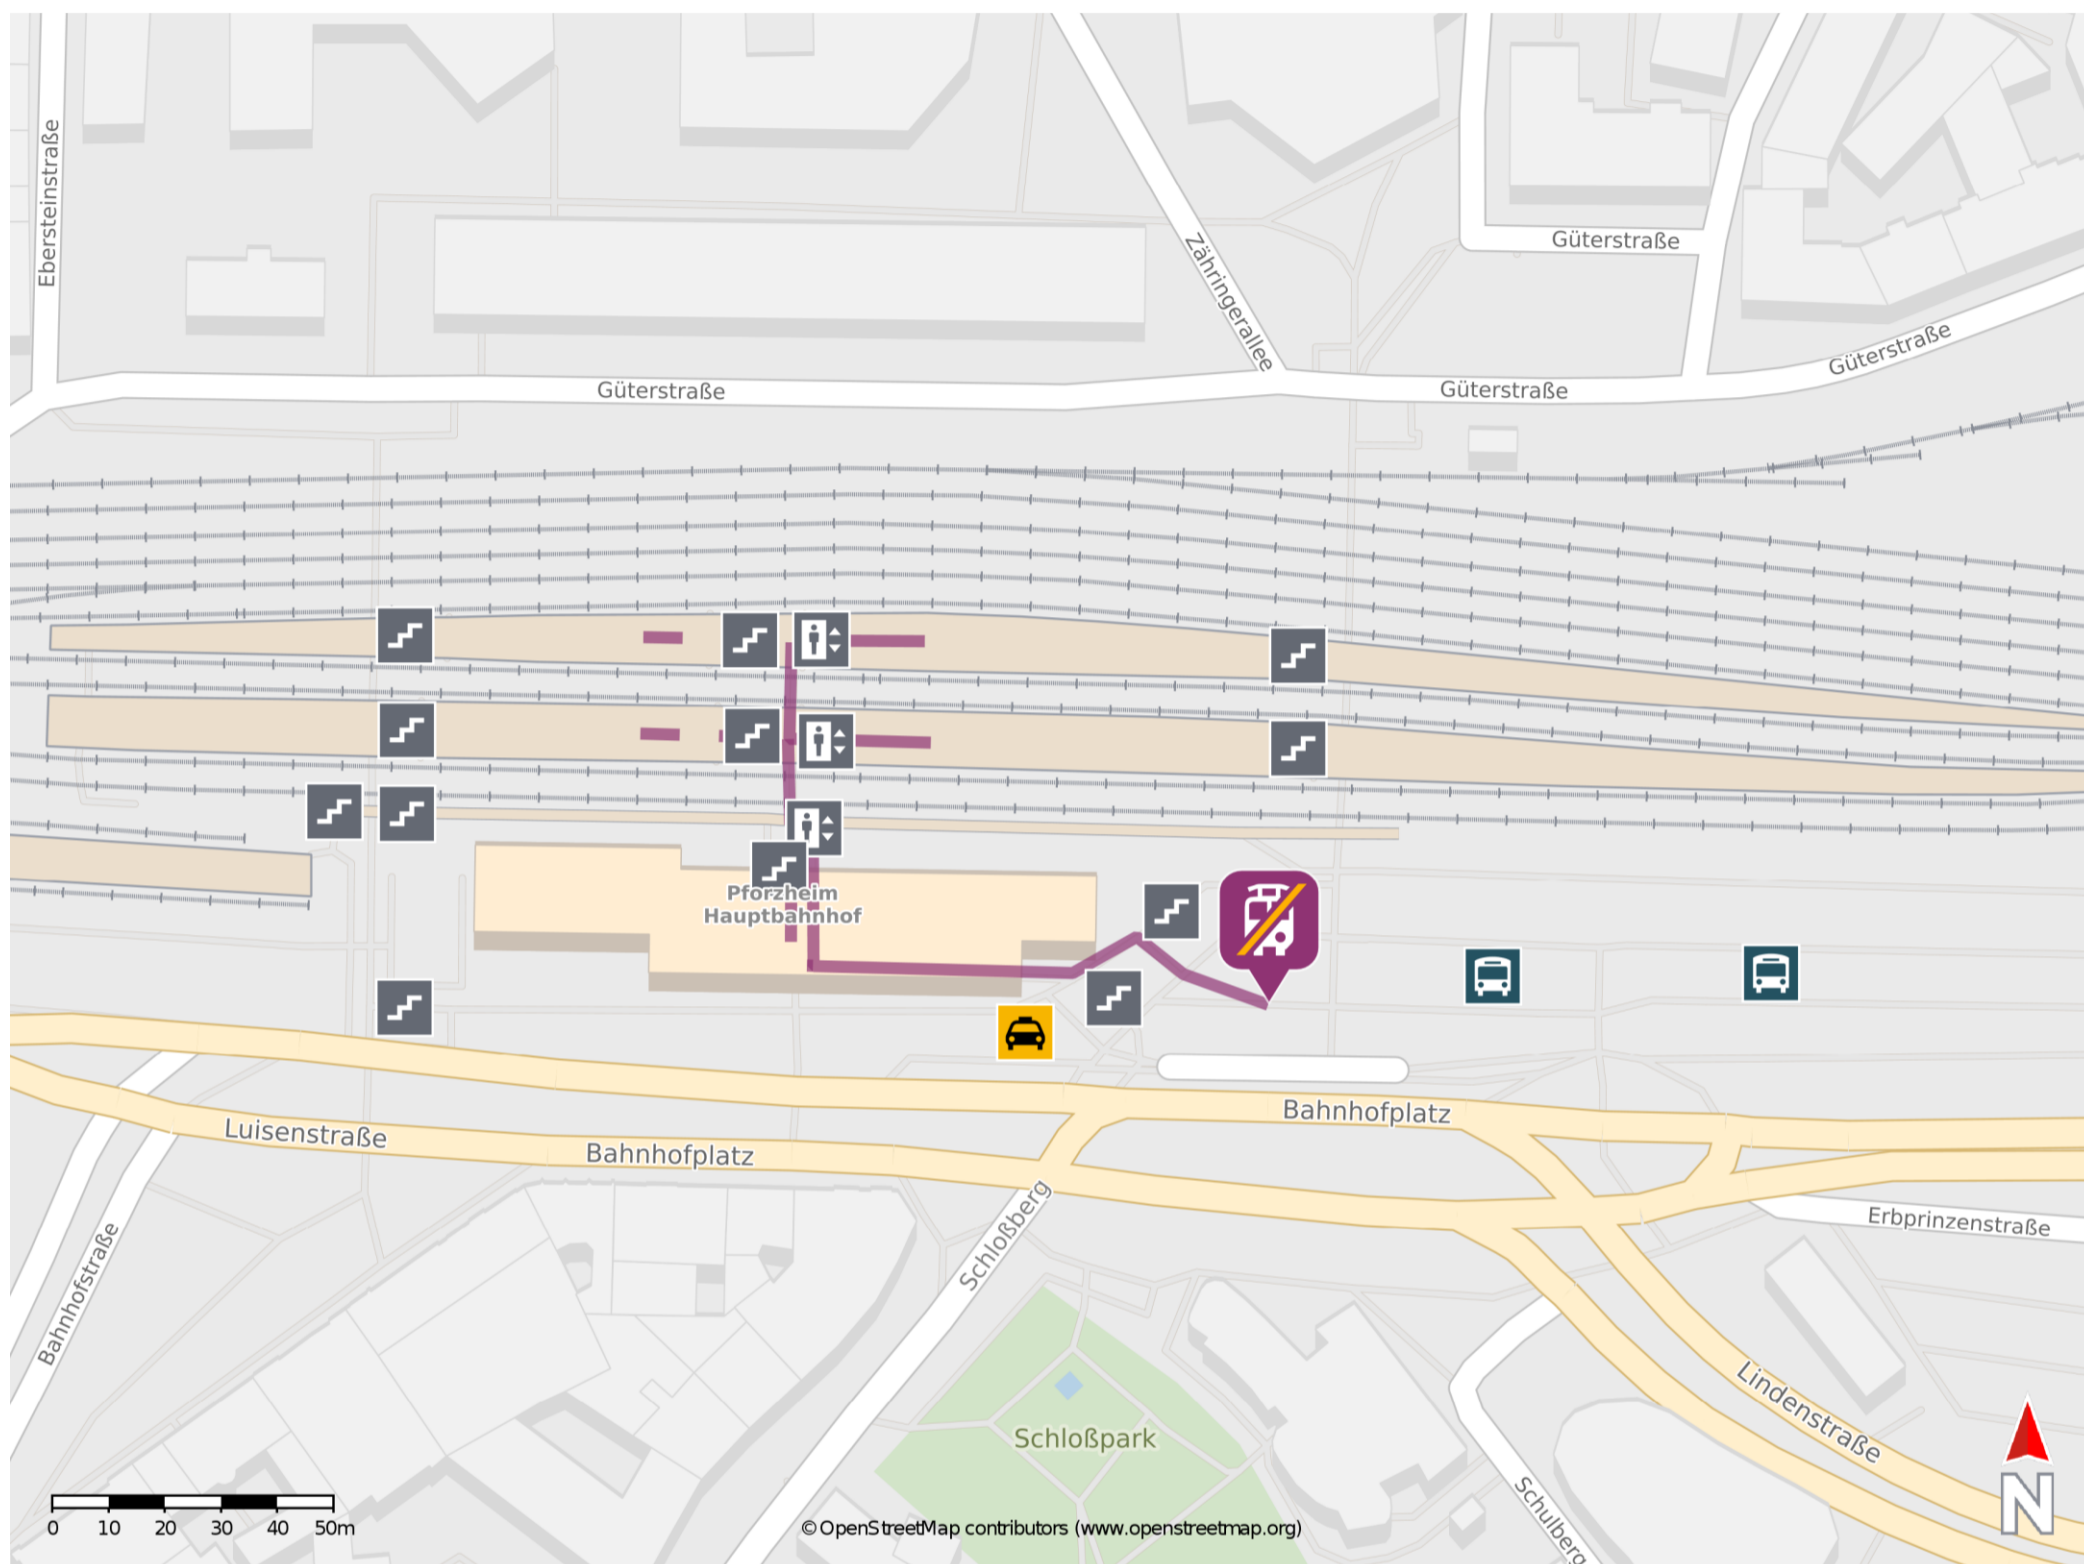 Ebersteinstraße
Zähringerallee
Güterstraße
Güterstraße
Güterstraße
Güterstraße
Pforzheim
Hauptbahnhof
Bahnhofplatz
Luisenstraße
Bahnhofplatz
Schloßberg
Erbprinzenstraße
Bahnhofstraße
Lindenstraße
Schloßpark
Schulberg
N
0 10 20 30 40 50m
© OpenStreetMap contributors (www.openstreetmap.org)